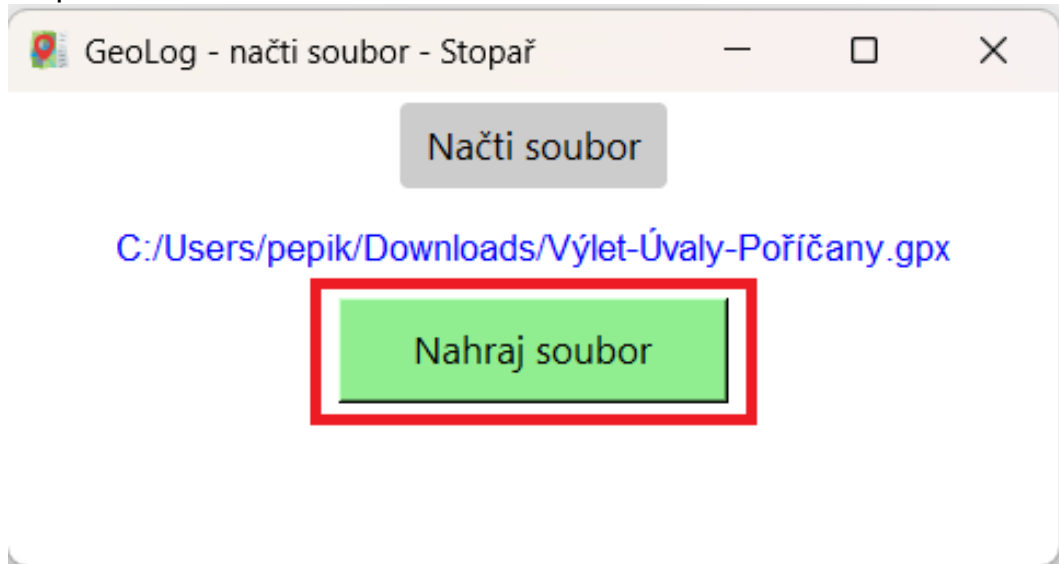 GeoLog - načti soubor - Stopař
Načti soubor
C:/Users/pepik/Downloads/Výlet-Úvaly-Poříčany.gpx
Nahraj soubor